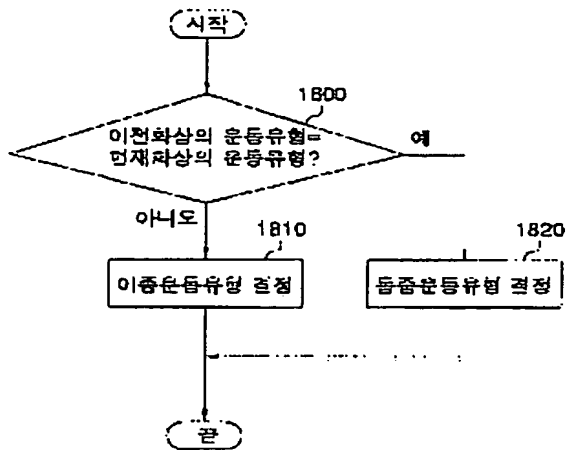 시작
1800
이전화상의 운동유형=
현재화상의 운동유형?
예
아니오
1810
이종운동유형 결정
1820
동종운동유형 결정
끝